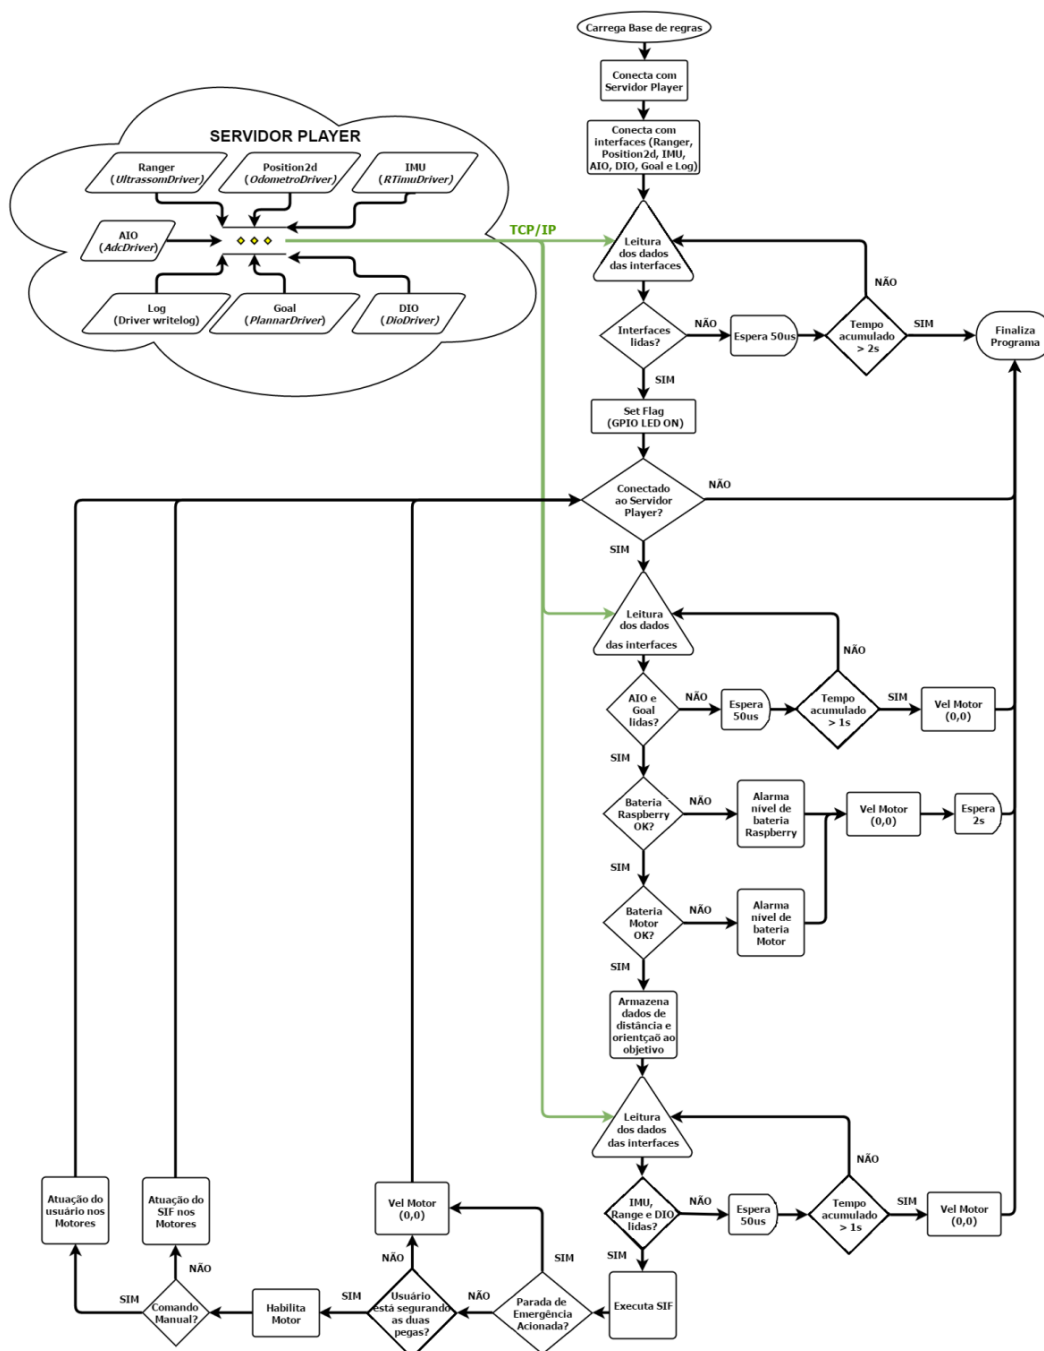 Carrega Base de regras
Conecta com
Servidor Player
Conecta com
interfaces (Ranger,
Position2d, IMU,
AIO, DIO, Goal e Log)
SERVIDOR PLAYER
Ranger
(UltrassomDriver)
Position2d
(OdometroDriver)
IMU
(RTimuDriver)
AIO
(AdcDriver)
Log
(Driver writelog)
Goal
(PlannarDriver)
DIO
(DioDriver)
TCP/IP
Leitura
dos dados
das interfaces
NÃO
Interfaces
lidas?
NÃO
Espera 50us
Tempo
acumulado
> 2s
SIM
Finaliza
Programa
SIM
Set Flag
(GPIO LED ON)
Conectado
ao Servidor
Player?
NÃO
SIM
Leitura
dos dados
das interfaces
NÃO
AIO e
Goal
lidas?
NÃO
Espera
50us
Tempo
acumulado
> 1s
SIM
Vel Motor
(0,0)
SIM
Bateria
Raspberry
OK?
NÃO
Alarma
nível de
bateria
Raspberry
Vel Motor
(0,0)
Espera
2s
SIM
Bateria
Motor
OK?
NÃO
Alarma
nível de
bateria
Motor
SIM
Armazena
dados de
distância e
orientçaõ ao
objetivo
Leitura
dos dados
das interfaces
NÃO
IMU,
Range e DIO
lidas?
NÃO
Espera
50us
Tempo
acumulado
> 1s
SIM
Vel Motor
(0,0)
SIM
Executa SIF
Parada de
Emergência
Acionada?
SIM
NÃO
Usuário
está segurando
as duas
pegas?
NÃO
Vel Motor
(0,0)
SIM
Habilita
Motor
Comando
Manual?
NÃO
Atuação do
SIF nos
Motores
SIM
Atuação do
usuário nos
Motores